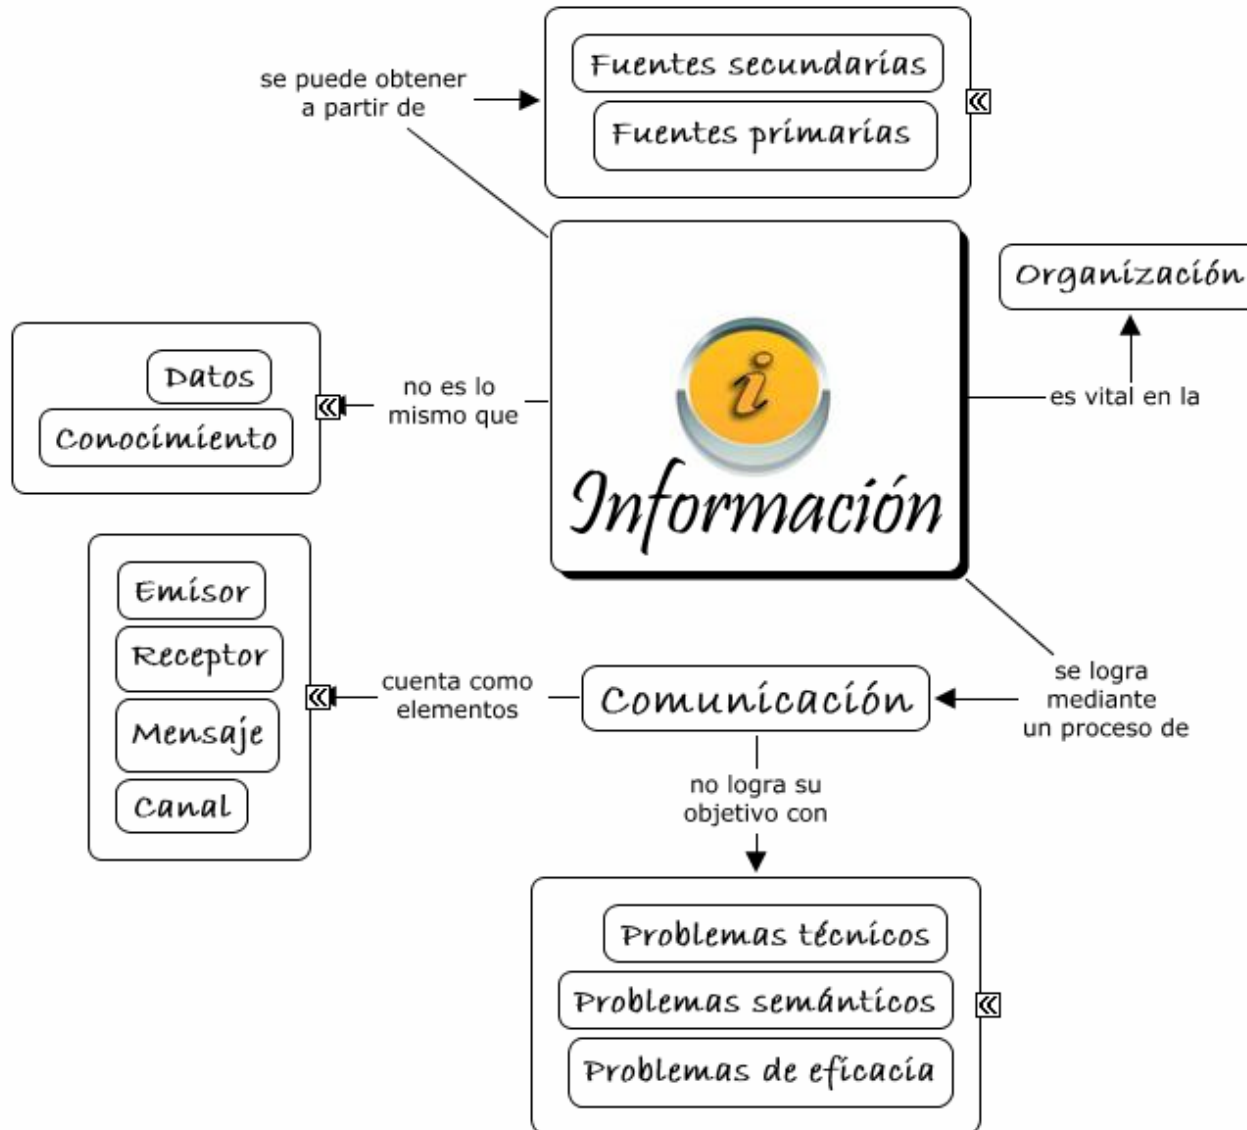 Fuentes secundarias
se puede obtener
a partir de
Fuentes primarias
Organización
Datos
no es lo
mismo que
es vital en la
Conocimiento
i
Información
Emisor
Receptor
cuenta como
elementos
Comunicación
se logra
mediante
un proceso de
Mensaje
Canal
no logra su
objetivo con
Problemas técnicos
Problemas semánticos
Problemas de eficacia